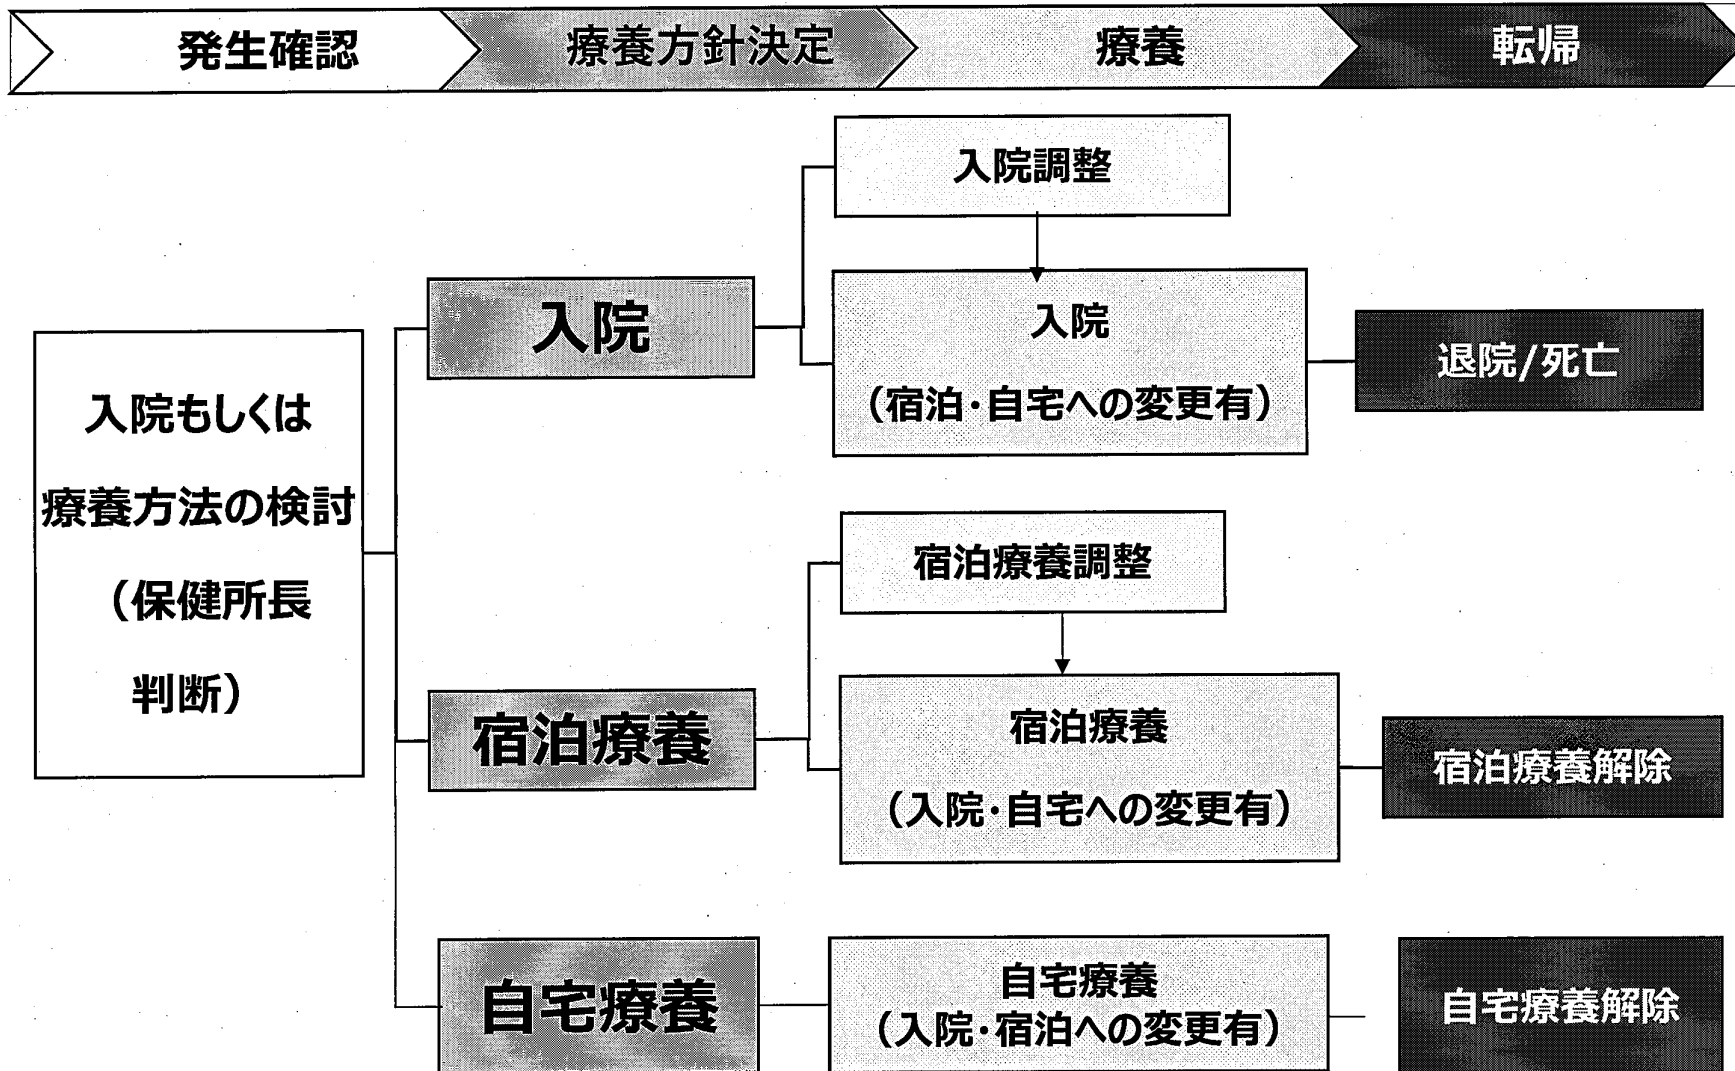 発生確認
療養方針決定
療養
転帰
入院もしくは
療養方法の検討
（保健所長
判断）
入院
入院調整
入院
（宿泊・自宅への変更有）
退院/死亡
宿泊療養
宿泊療養調整
宿泊療養
（入院・自宅への変更有）
宿泊療養解除
自宅療養
自宅療養
（入院・宿泊への変更有）
自宅療養解除